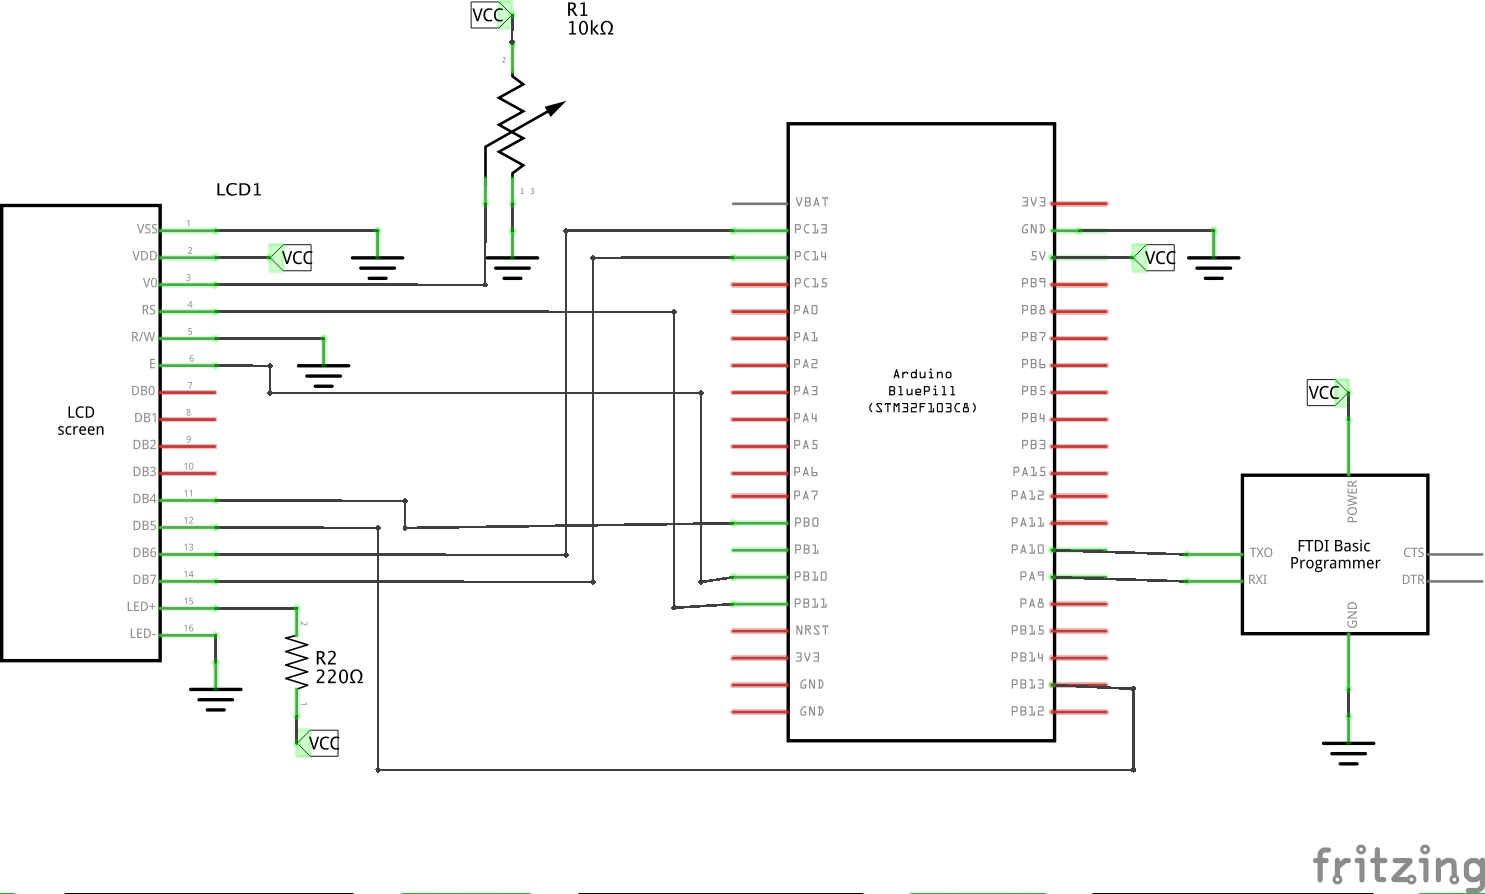 VCC
R1
10kΩ
2
1 3
LCD1
VSS 1
VDD 2
VCC
V0 3
RS 4
R/W 5
E 6
DB0 7
DB1 8
DB2 9
DB3 10
DB4 11
DB5 12
DB6 13
DB7 14
LED+ 15
LED- 16
LCD
screen
2
R2
220Ω
1
VCC
VBAT
PC13
PC14
PC15
PA0
PA1
PA2
PA3
PA4
PA5
PA6
PA7
PB0
PB1
PB10
PB11
NRST
3V3
GND
GND
Arduino
BluePill
(STM32F103C8)
3V3
GND
5V
VCC
PB9
PB8
PB7
PB6
PB5
PB4
PB3
PA15
PA12
PA11
PA10
PA9
PA8
PB15
PB14
PB13
PB12
VCC
POWER
TXO
RXI
FTDI Basic
Programmer
CTS
DTR
GND
fritzing